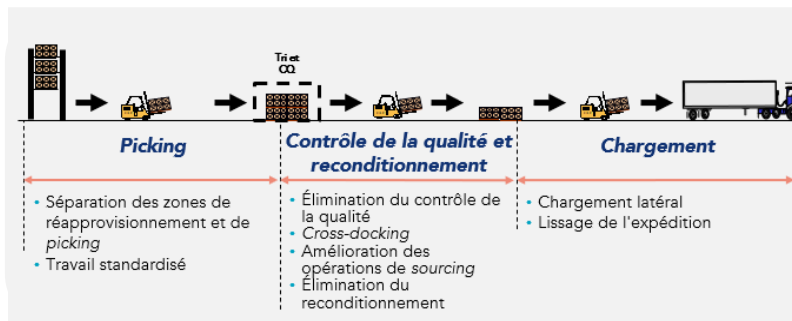 Tri et
CQ
Picking
Contrôle de la qualité et
reconditionnement
Chargement
• Séparation des zones de
réapprovisionnement et de
picking
• Travail standardisé
• Élimination du contrôle de
la qualité
• Cross-docking
• Amélioration des
opérations de sourcing
• Élimination du
reconditionnement
• Chargement latéral
• Lissage de l'expédition